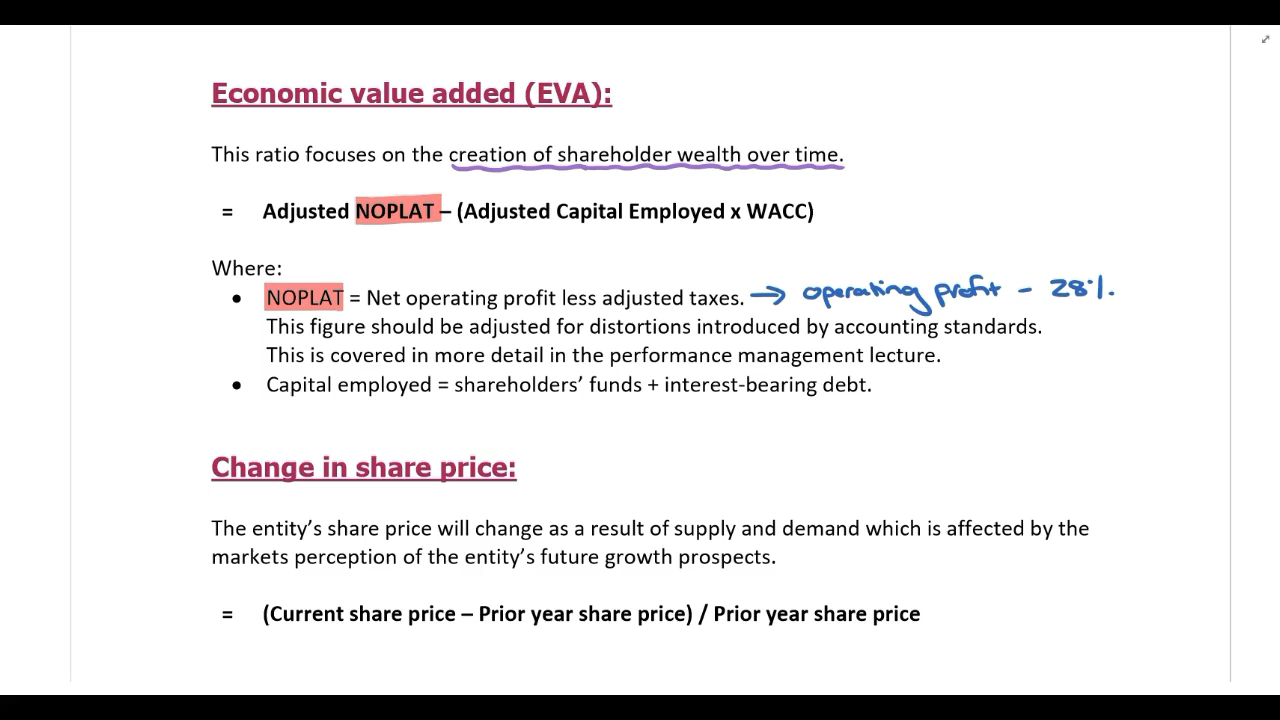 Economic value added (EVA):
This ratio focuses on the creation of shareholder wealth over time.
= Adjusted NOPLAT – (Adjusted Capital Employed x WACC)
Where:
• NOPLAT = Net operating profit less adjusted taxes. → operating profit - 28%.
This figure should be adjusted for distortions introduced by accounting standards.
This is covered in more detail in the performance management lecture.
• Capital employed = shareholders’ funds + interest-bearing debt.
Change in share price:
The entity’s share price will change as a result of supply and demand which is affected by the
markets perception of the entity’s future growth prospects.
= (Current share price – Prior year share price) / Prior year share price